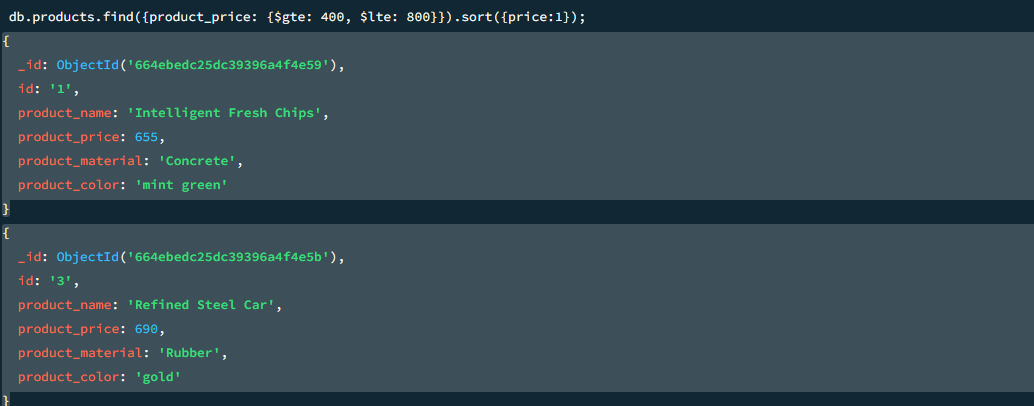 db.products.find({product_price: {$gte: 400, $lte: 800}}).sort({price:1});
{
_id: ObjectId('664ebedc25dc39396a4f4e59'),
id: '1',
product_name: 'Intelligent Fresh Chips',
product_price: 655,
product_material: 'Concrete',
product_color: 'mint green'
}
{
_id: ObjectId('664ebedc25dc39396a4f4e5b'),
id: '3',
product_name: 'Refined Steel Car',
product_price: 690,
product_material: 'Rubber',
product_color: 'gold'
}